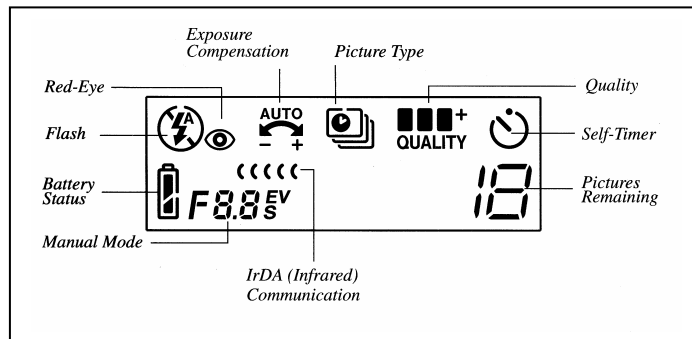 Exposure
Compensation
Picture Type
Red-Eye
Quality
Flash
A
AUTO
- +
+
QUALITY
Self-Timer
Battery
Status
F8.8 EV
S
18
Pictures
Remaining
Manual Mode
IrDA (Infrared)
Communication